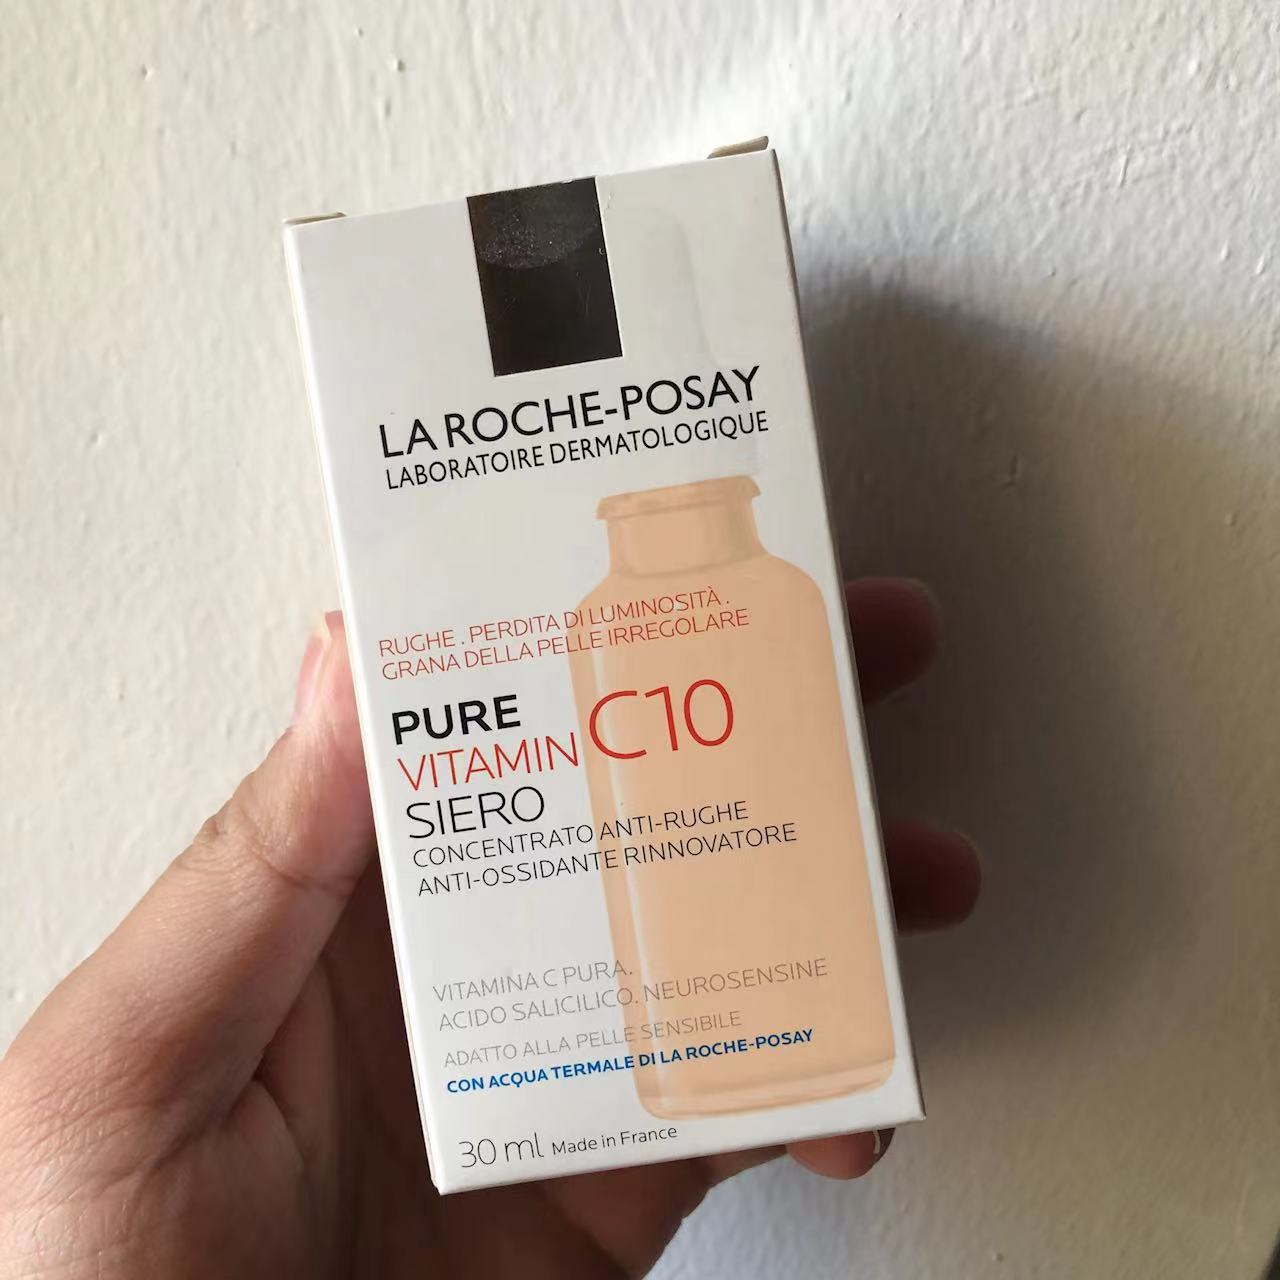 LA ROCHE-POSAY
LABORATOIRE DERMATOLOGIQUE
RUGHE . PERDITA DI LUMINOSITÀ .
GRANA DELLA PELLE IRREGOLARE
PURE
VITAMIN C10
SIERO
CONCENTRATO ANTI-RUGHE
ANTI-OSSIDANTE RINNOVATORE
VITAMINA C PURA.
ACIDO SALICILICO. NEUROSENSINE
ADATTO ALLA PELLE SENSIBILE
CON ACQUA TERMALE DI LA ROCHE-POSAY
30 ml Made in France